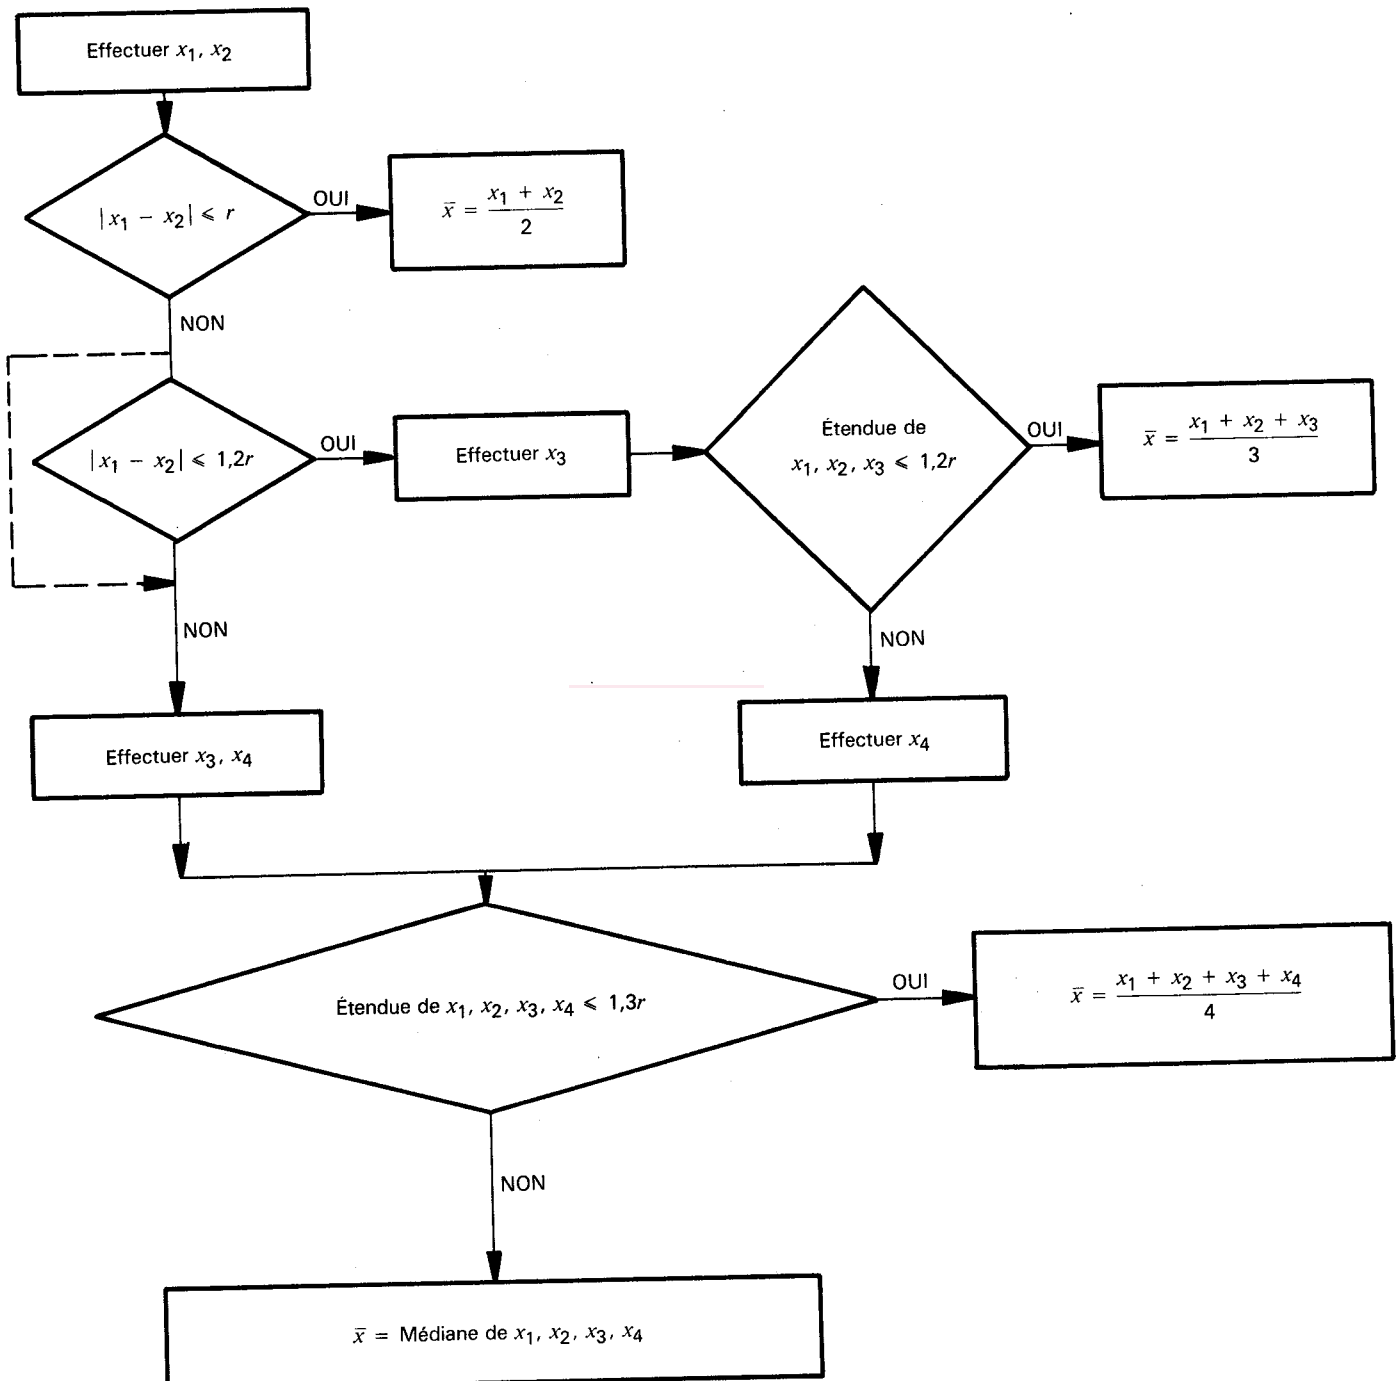 Effectuer x₁, x₂
|x₁ − x₂| ⩽ r
OUI
x̄ = (x₁ + x₂) / 2
NON
|x₁ − x₂| ⩽ 1,2r
OUI
Effectuer x₃
Étendue de
x₁, x₂, x₃ ⩽ 1,2r
OUI
x̄ = (x₁ + x₂ + x₃) / 3
NON
NON
Effectuer x₃, x₄
Effectuer x₄
Étendue de x₁, x₂, x₃, x₄ ⩽ 1,3r
OUI
x̄ = (x₁ + x₂ + x₃ + x₄) / 4
NON
x̄ = Médiane de x₁, x₂, x₃, x₄